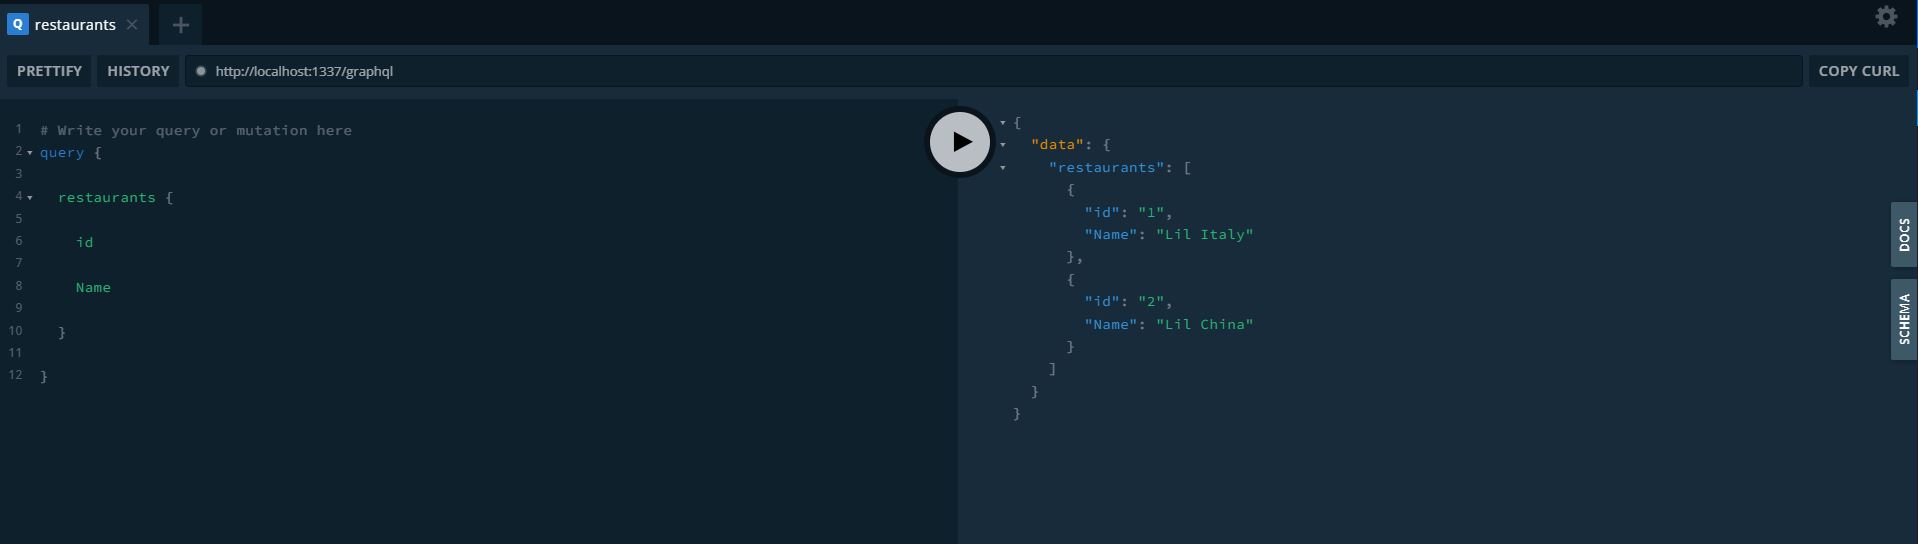 Q restaurants
PRETTIFY HISTORY http://localhost:1337/graphql COPY CURL
1 # Write your query or mutation here
2 query {
3
4 restaurants {
5
6 id
7
8 Name
9
10 }
11
12 }
{
"data": {
"restaurants": [
{
"id": "1",
"Name": "Lil Italy"
},
{
"id": "2",
"Name": "Lil China"
}
]
}
}
DOCS
SCHEMA